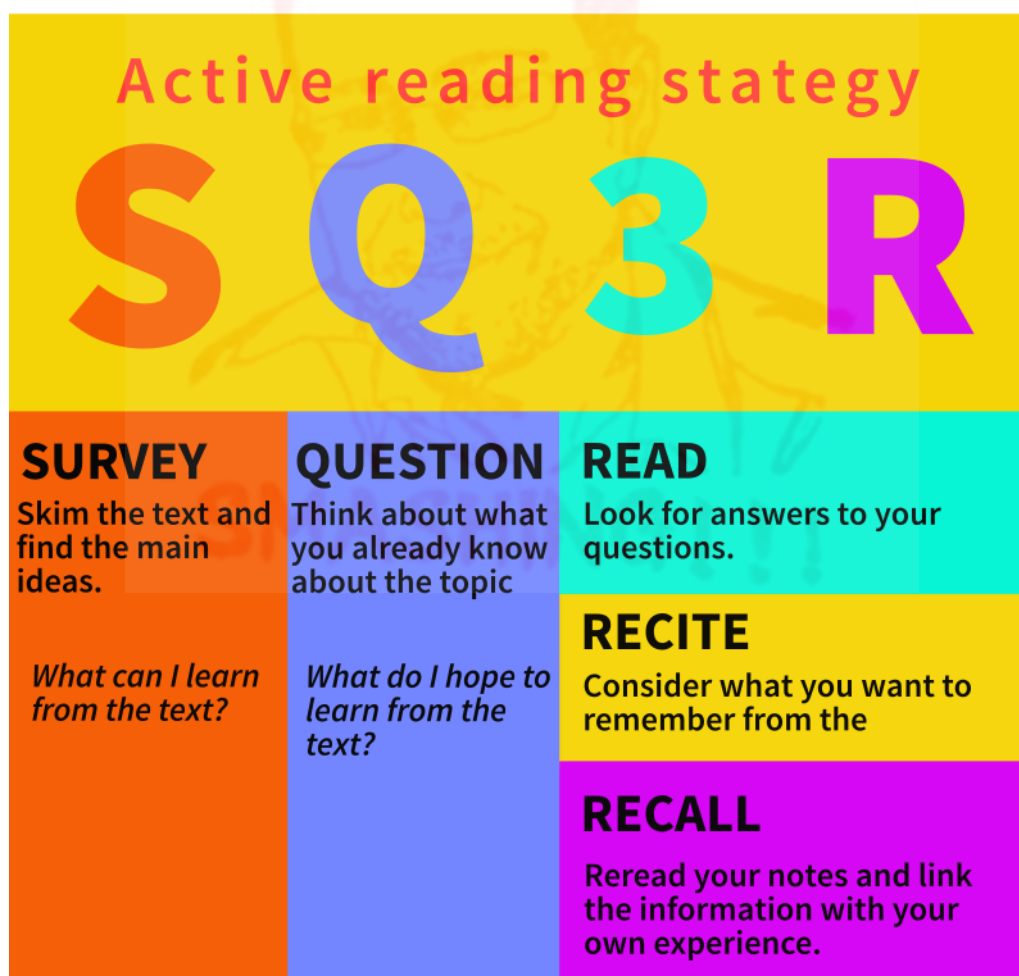 Active reading stategy
S Q 3 R
SURVEY
Skim the text and
find the main
ideas.
What can I learn
from the text?
QUESTION
Think about what
you already know
about the topic
What do I hope to
learn from the
text?
READ
Look for answers to your
questions.
RECITE
Consider what you want to
remember from the
RECALL
Reread your notes and link
the information with your
own experience.
SMASHING!!!